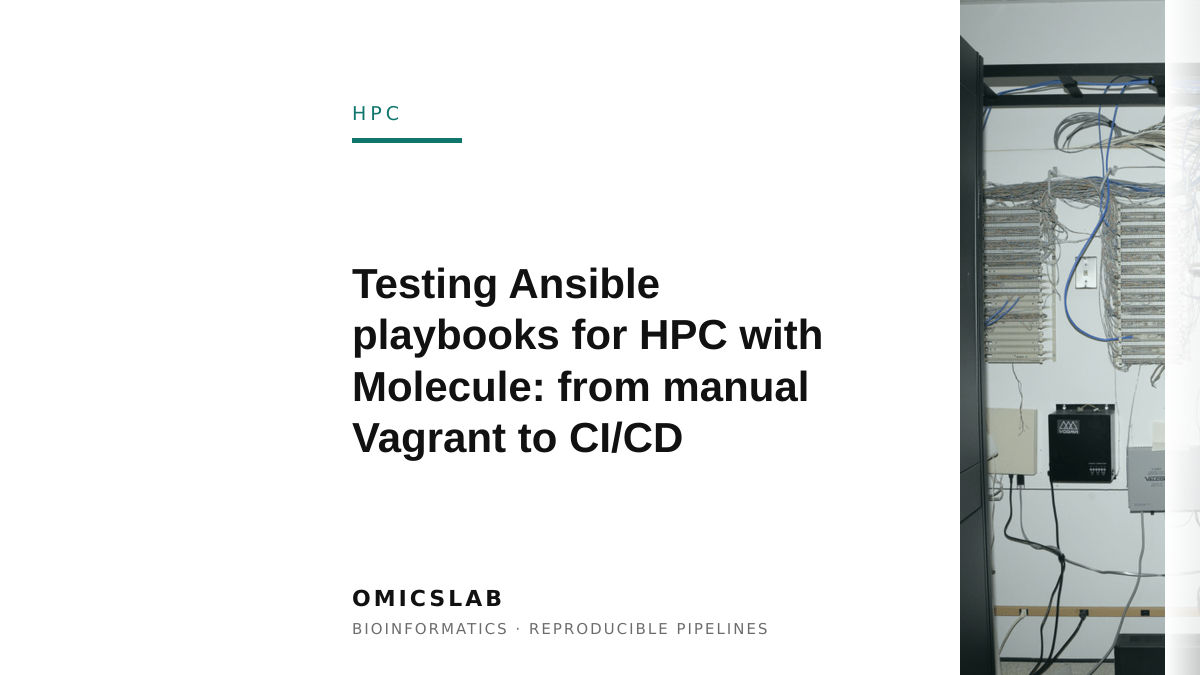 HPC
Testing Ansible
playbooks for HPC with
Molecule: from manual
Vagrant to CI/CD
OMICSLAB
BIOINFORMATICS · REPRODUCIBLE PIPELINES